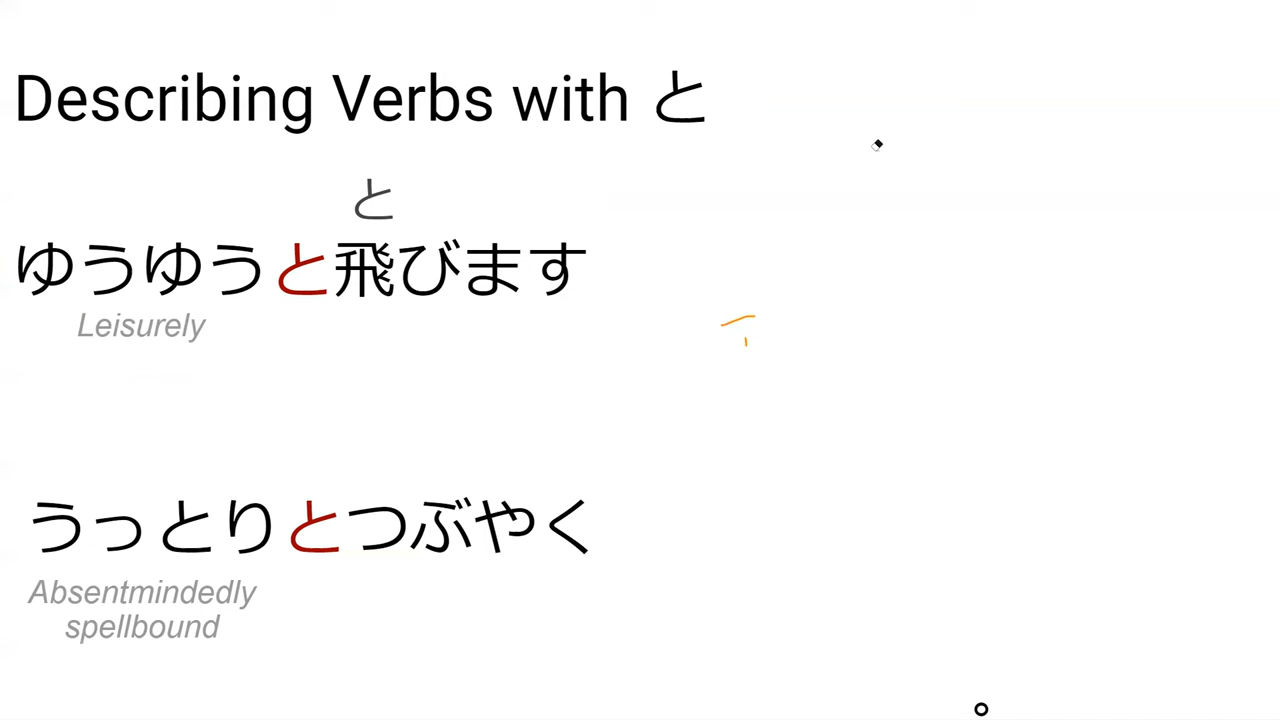 Describing Verbs with と
と
ゆうゆうと飛びます
Leisurely
うっとりとつぶやく
Absentmindedly
spellbound